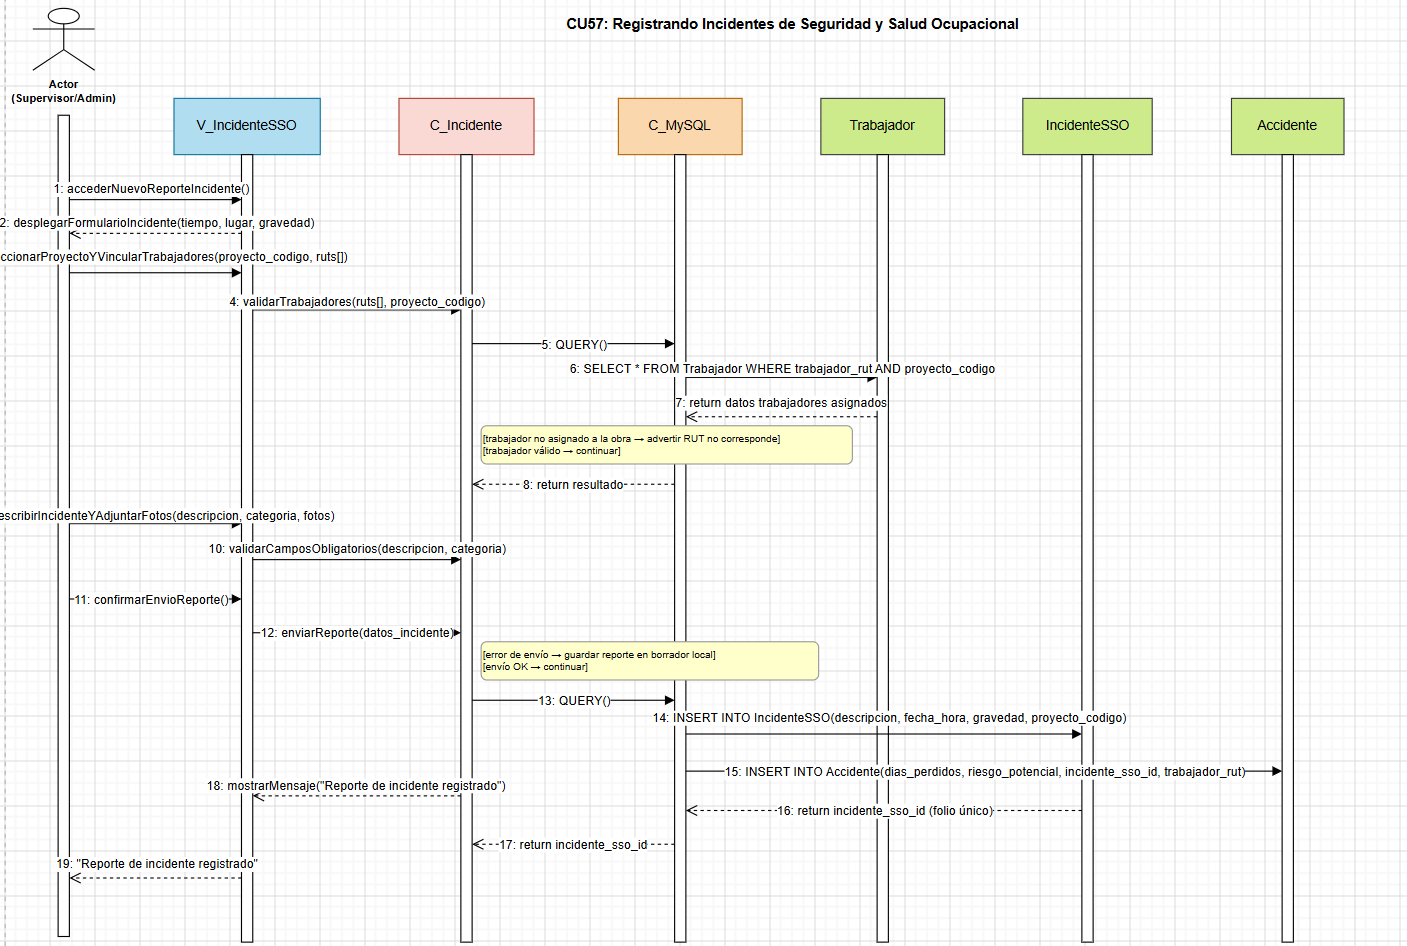 CU57: Registrando Incidentes de Seguridad y Salud Ocupacional
Actor
(Supervisor/Admin)
V_IncidenteSSO
C_Incidente
C_MySQL
Trabajador
IncidenteSSO
Accidente
1: accederNuevoReporteIncidente()
2: desplegarFormularioIncidente(tiempo, lugar, gravedad)
ccionarProyectoYVincularTrabajadores(proyecto_codigo, ruts[])
4: validarTrabajadores(ruts[], proyecto_codigo)
5: QUERY()
6: SELECT * FROM Trabajador WHERE trabajador_rut AND proyecto_codigo
7: return datos trabajadores asignados
[trabajador no asignado a la obra → advertir RUT no corresponde]
[trabajador válido → continuar]
8: return resultado
escribirIncidenteYAdjuntarFotos(descripcion, categoria, fotos)
10: validarCamposObligatorios(descripcion, categoria)
11: confirmarEnvioReporte()
12: enviarReporte(datos_incidente)
[error de envío → guardar reporte en borrador local]
[envío OK → continuar]
13: QUERY()
14: INSERT INTO IncidenteSSO(descripcion, fecha_hora, gravedad, proyecto_codigo)
15: INSERT INTO Accidente(dias_perdidos, riesgo_potencial, incidente_sso_id, trabajador_rut)
18: mostrarMensaje("Reporte de incidente registrado")
16: return incidente_sso_id (folio único)
17: return incidente_sso_id
19: "Reporte de incidente registrado"